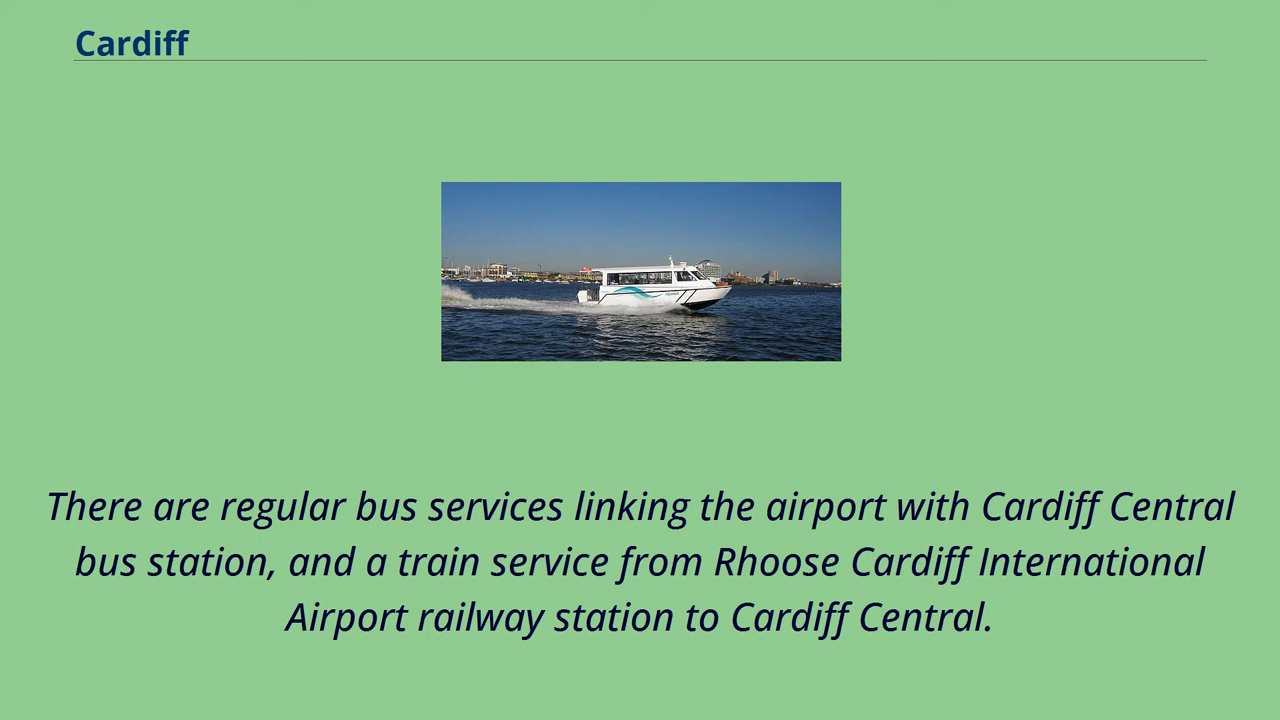 Cardiff
There are regular bus services linking the airport with Cardiff Central
bus station, and a train service from Rhoose Cardiff International
Airport railway station to Cardiff Central.